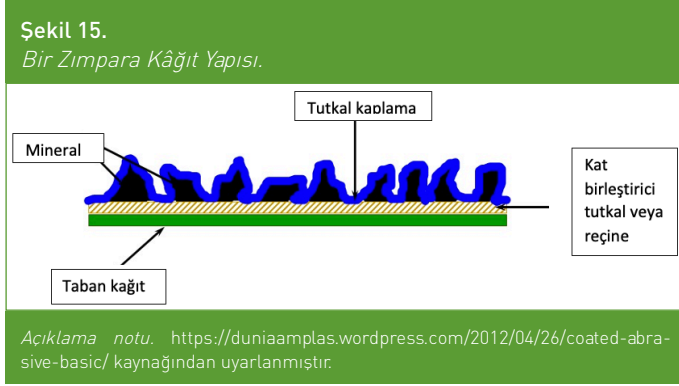 Şekil 15.
Bir Zımpara Kâğıt Yapısı.
Tutkal kaplama
Mineral
Kat
birleştirici
tutkal veya
reçine
Taban kağıt
Açıklama notu. https://duniaamplas.wordpress.com/2012/04/26/coated-abra-
sive-basic/ kaynağından uyarlanmıştır.